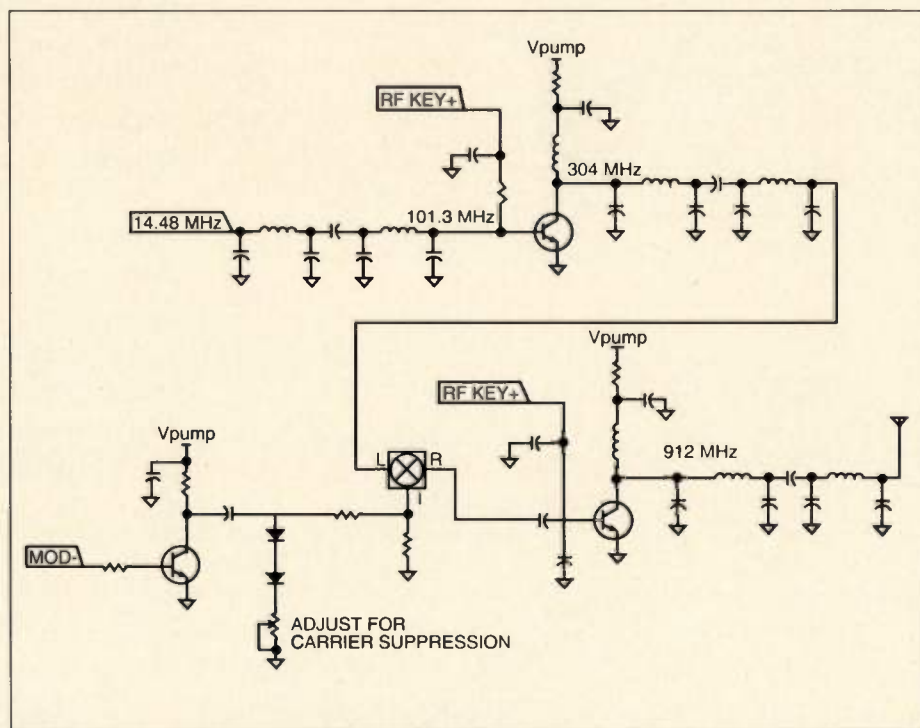 Vpump
RF KEY+
304 MHz
14.48 MHz
101.3 MHz
Vpump
RF KEY+
912 MHz
Vpump
L
R
I
MOD-
ADJUST FOR
CARRIER SUPPRESSION